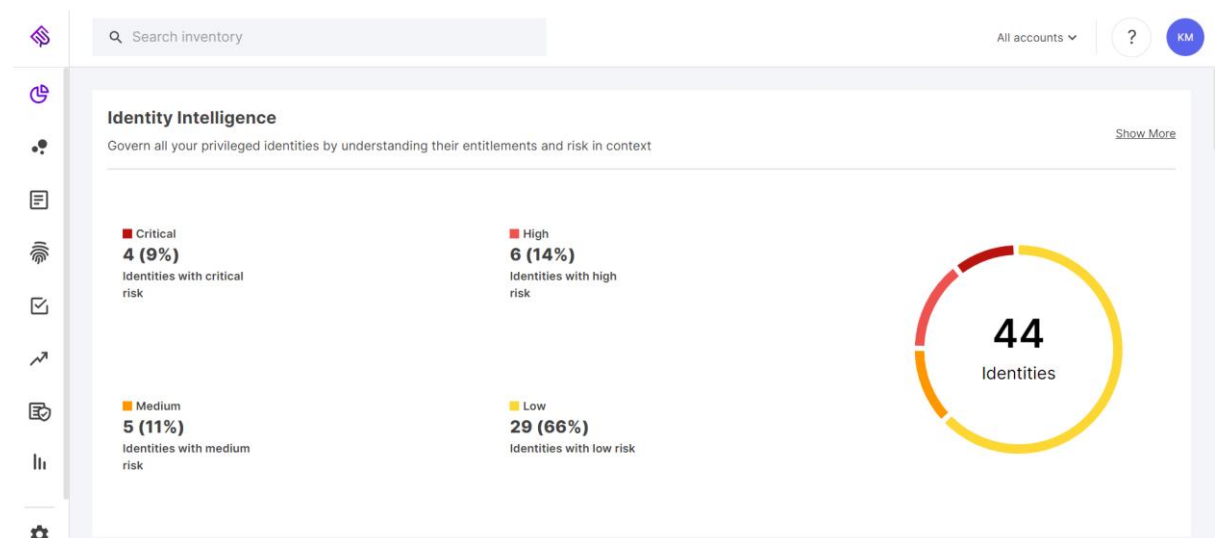 Search inventory
All accounts
?
KM
Identity Intelligence
Govern all your privileged identities by understanding their entitlements and risk in context
Show More
Critical
4 (9%)
Identities with critical
risk
High
6 (14%)
Identities with high
risk
44
Identities
Medium
5 (11%)
Identities with medium
risk
Low
29 (66%)
Identities with low risk